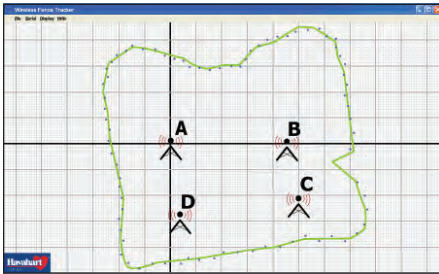 Wireless Fence Tracker
File Grid Display Help
A
B
C
D
Havahart